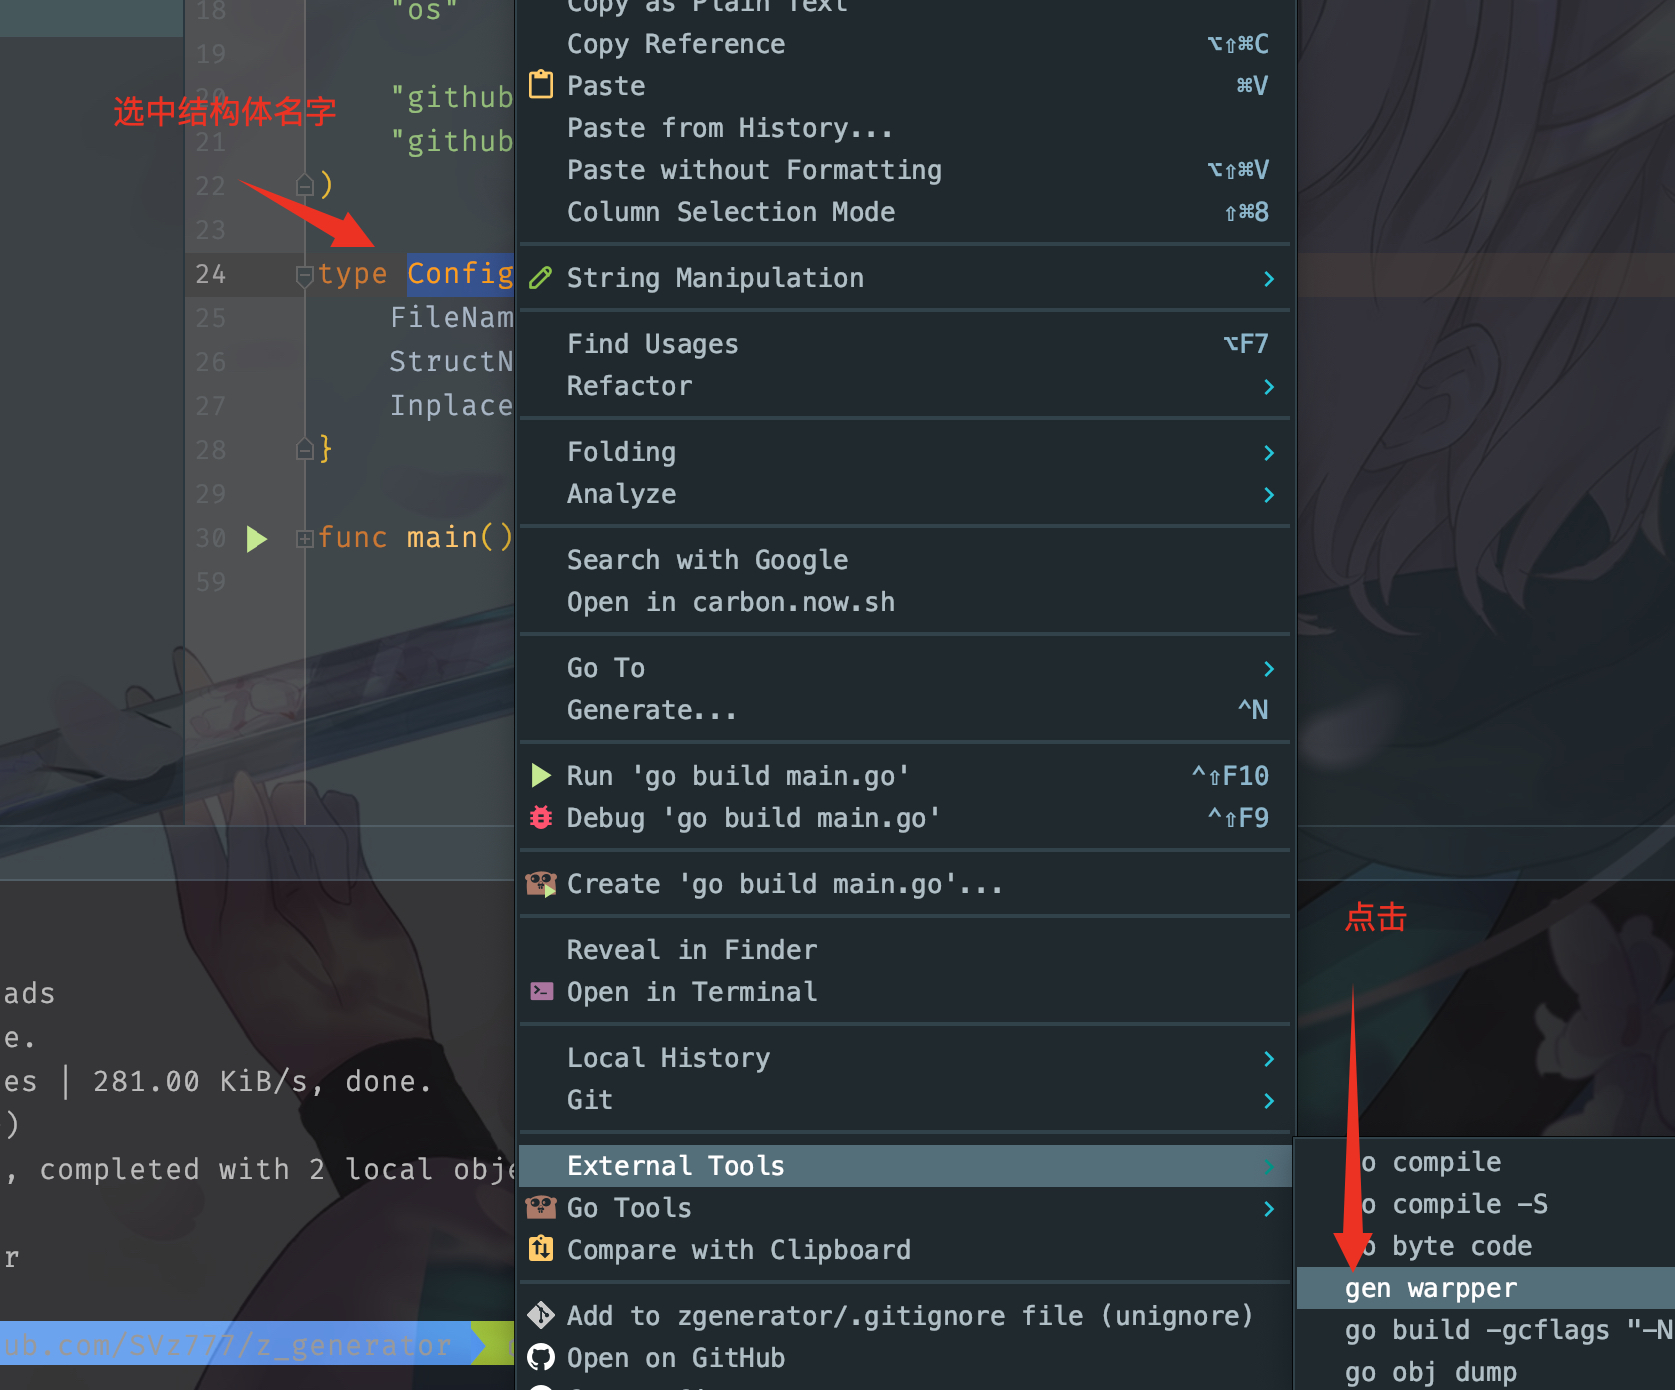 18 "os"
19
20 "github
选中结构体名字
21 "github
22 )
23
24 type Config
25 FileNam
26 StructN
27 Inplace
28 }
29
30 func main()
59
ads
e.
es | 281.00 KiB/s, done.
)
, completed with 2 local obje
r
ub.com/SVz777/z_generator
Copy as Plain Text
Copy Reference ⌥⇧⌘C
Paste ⌘V
Paste from History...
Paste without Formatting ⌥⇧⌘V
Column Selection Mode ⇧⌘8
String Manipulation
Find Usages ⌥F7
Refactor
Folding
Analyze
Search with Google
Open in carbon.now.sh
Go To
Generate... ^N
Run 'go build main.go' ^⇧F10
Debug 'go build main.go' ^⇧F9
Create 'go build main.go'...
Reveal in Finder
Open in Terminal
Local History
Git
External Tools
Go Tools
Compare with Clipboard
Add to zgenerator/.gitignore file (unignore)
Open on GitHub
点击
o compile
o compile -S
o byte code
gen warpper
go build -gcflags "-N
go obj dump